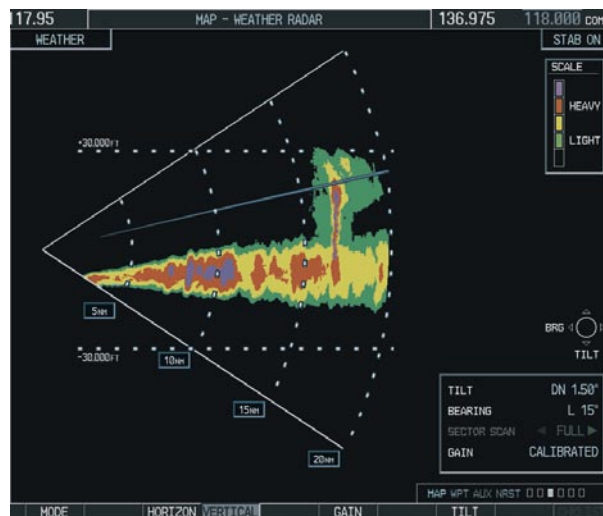 17.95 MAP - WEATHER RADAR 136.975 118.000 COM
WEATHER STAB ON
SCALE
HEAVY
LIGHT
+30.000FT
5NM
-30.000FT
10NM
15NM
20NM
BRG
TILT
TILT DN 1.50°
BEARING L 15°
SECTOR SCAN FULL
GAIN CALIBRATED
MAP WPT AUX NRST
MODE HORIZON VERTICAL GAIN TILT